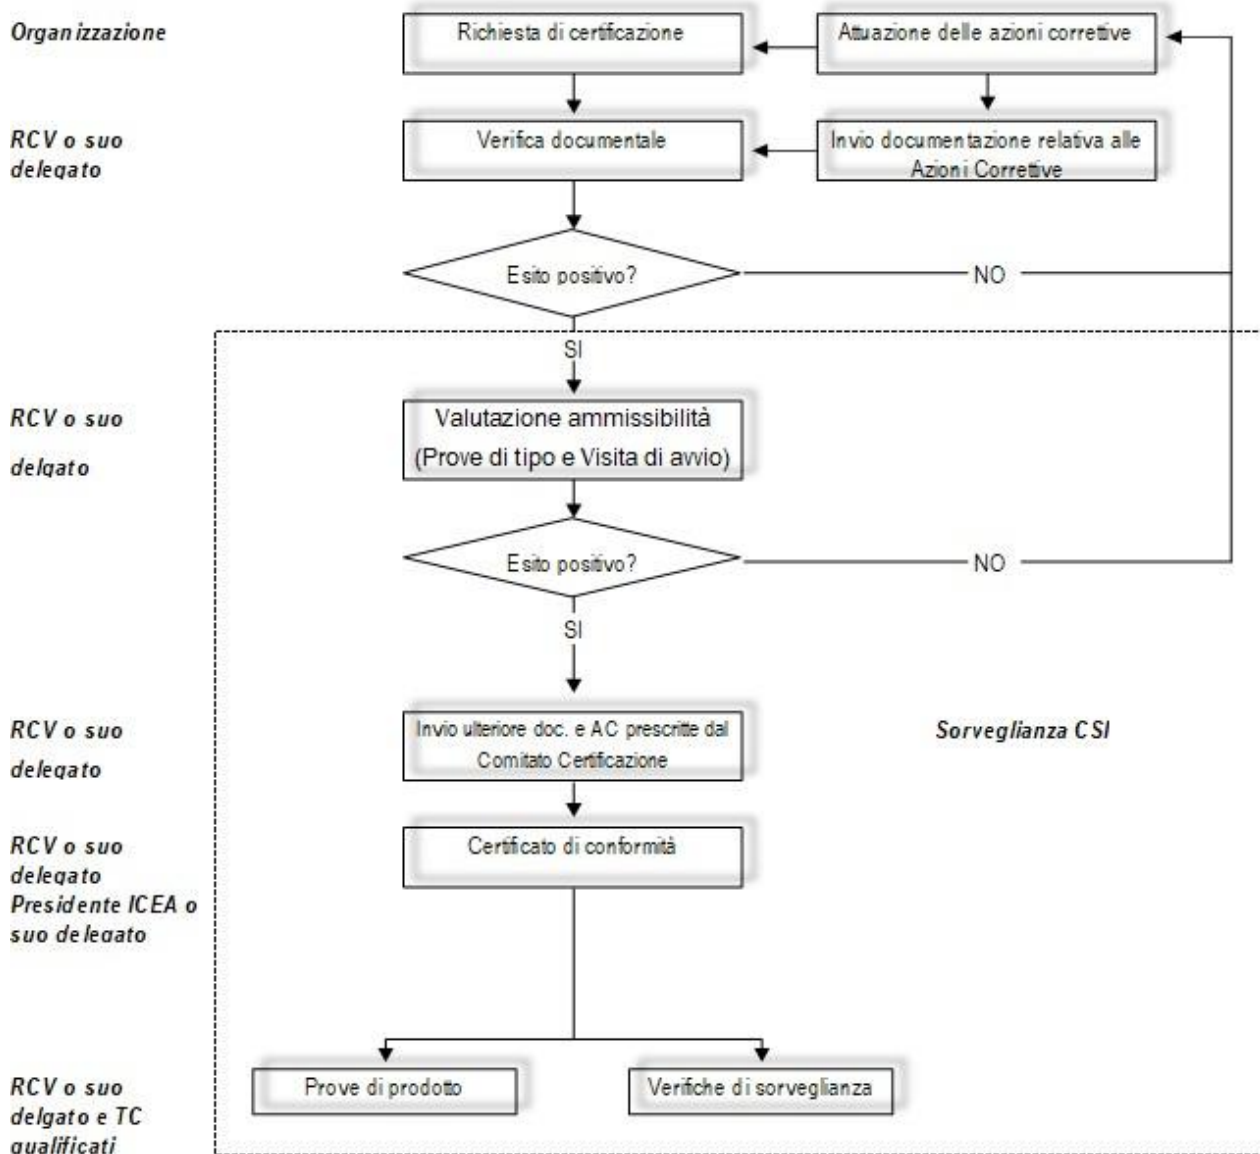 Organizzazione
Richiesta di certificazione
Attuazione delle azioni correttive
RCV o suo
delegato
Verifica documentale
Invio documentazione relativa alle
Azioni Correttive
Esito positivo?
NO
SI
RCV o suo
delgato
Valutazione ammissibilità
(Prove di tipo e Visita di avvio)
Esito positivo?
NO
SI
RCV o suo
delegato
Invio ulteriore doc. e AC prescritte dal
Comitato Certificazione
Sorveglianza CSI
RCV o suo
delegato
Presidente ICEA o
suo delegato
Certificato di conformità
RCV o suo
delgato e TC
qualificati
Prove di prodotto
Verifiche di sorveglianza